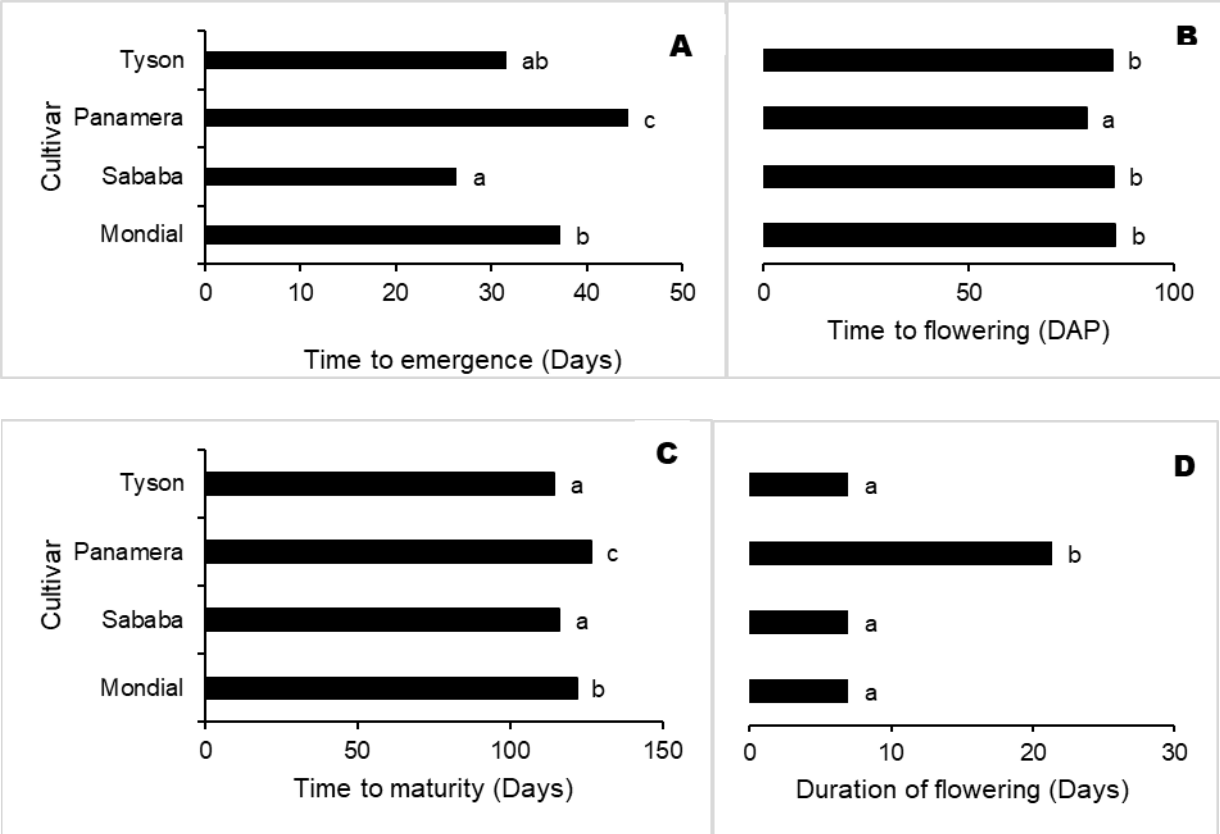 A
Cultivar
Tyson ab
Panamera c
Sababa a
Mondial b
0 10 20 30 40 50
Time to emergence (Days)
B
b
a
b
b
0 50 100
Time to flowering (DAP)
C
Cultivar
Tyson a
Panamera c
Sababa a
Mondial b
0 50 100 150
Time to maturity (Days)
D
a
b
a
a
0 10 20 30
Duration of flowering (Days)